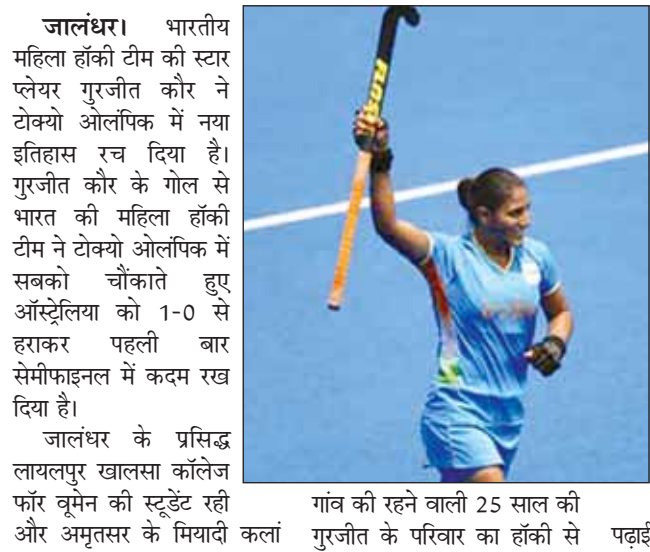 जालंधर। भारतीय
महिला हॉकी टीम की स्टार
प्लेयर गुरजीत कौर ने
टोक्यो ओलंपिक में नया
इतिहास रच दिया है।
गुरजीत कौर के गोल से
भारत की महिला हॉकी
टीम ने टोक्यो ओलंपिक में
सबको चौंकाते हुए
ऑस्ट्रेलिया को 1-0 से
हराकर पहली बार
सेमीफाइनल में कदम रख
दिया है।
जालंधर के प्रसिद्ध
लायलपुर खालसा कॉलेज
फॉर वूमेन की स्टूडेंट रही
और अमृतसर के मियादी कलां
गांव की रहने वाली 25 साल की
गुरजीत के परिवार का हॉकी से
पढ़ाई